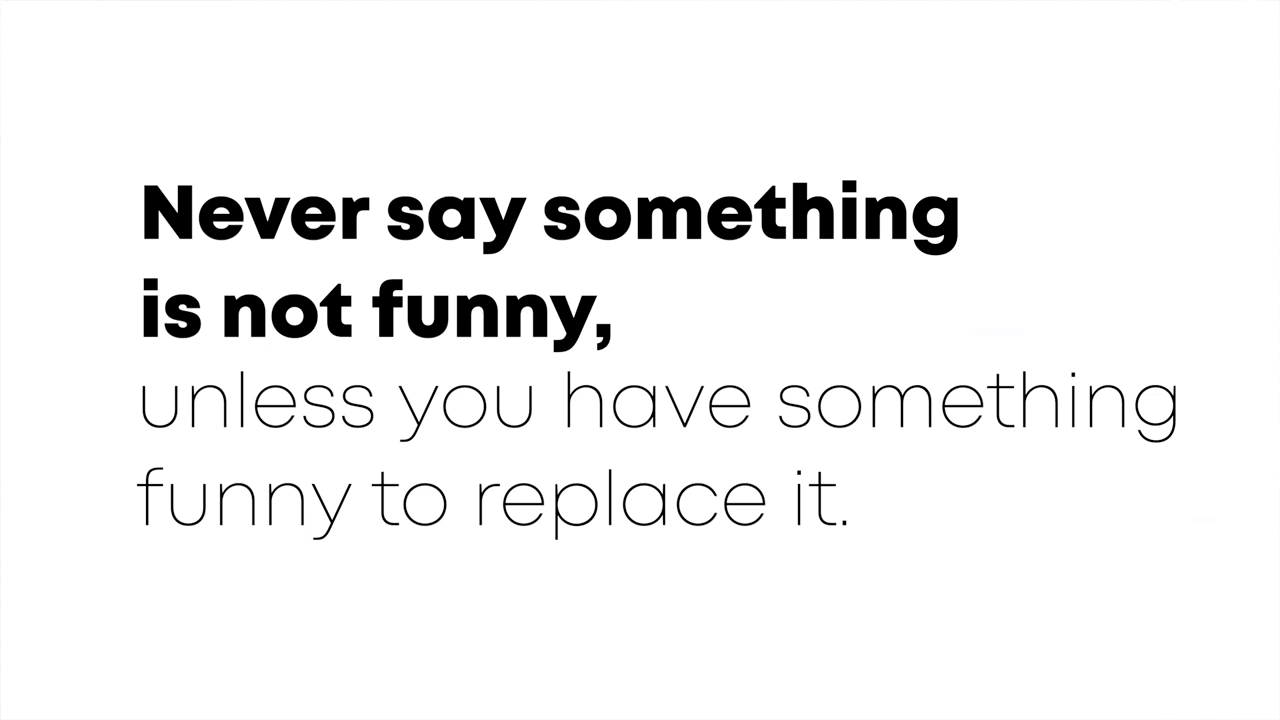 Never say something
is not funny,
unless you have something
funny to replace it.